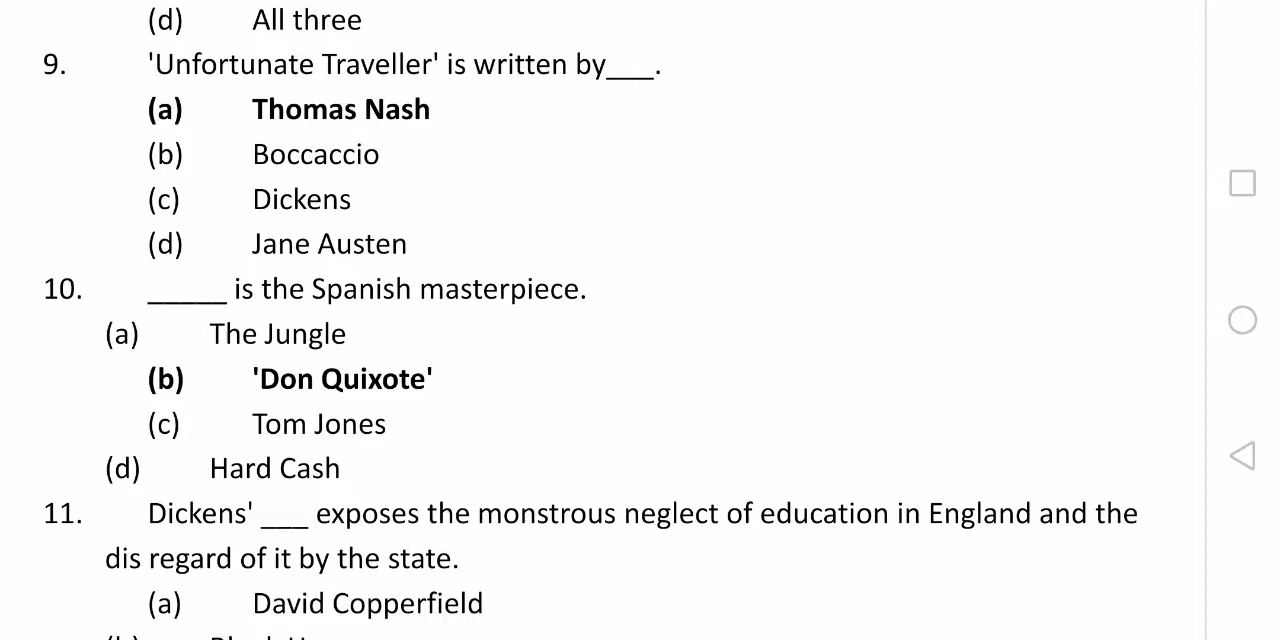 (d) All three
9. 'Unfortunate Traveller' is written by___.
(a) Thomas Nash
(b) Boccaccio
(c) Dickens
(d) Jane Austen
10. _____ is the Spanish masterpiece.
(a) The Jungle
(b) 'Don Quixote'
(c) Tom Jones
(d) Hard Cash
11. Dickens' ___ exposes the monstrous neglect of education in England and the
dis regard of it by the state.
(a) David Copperfield